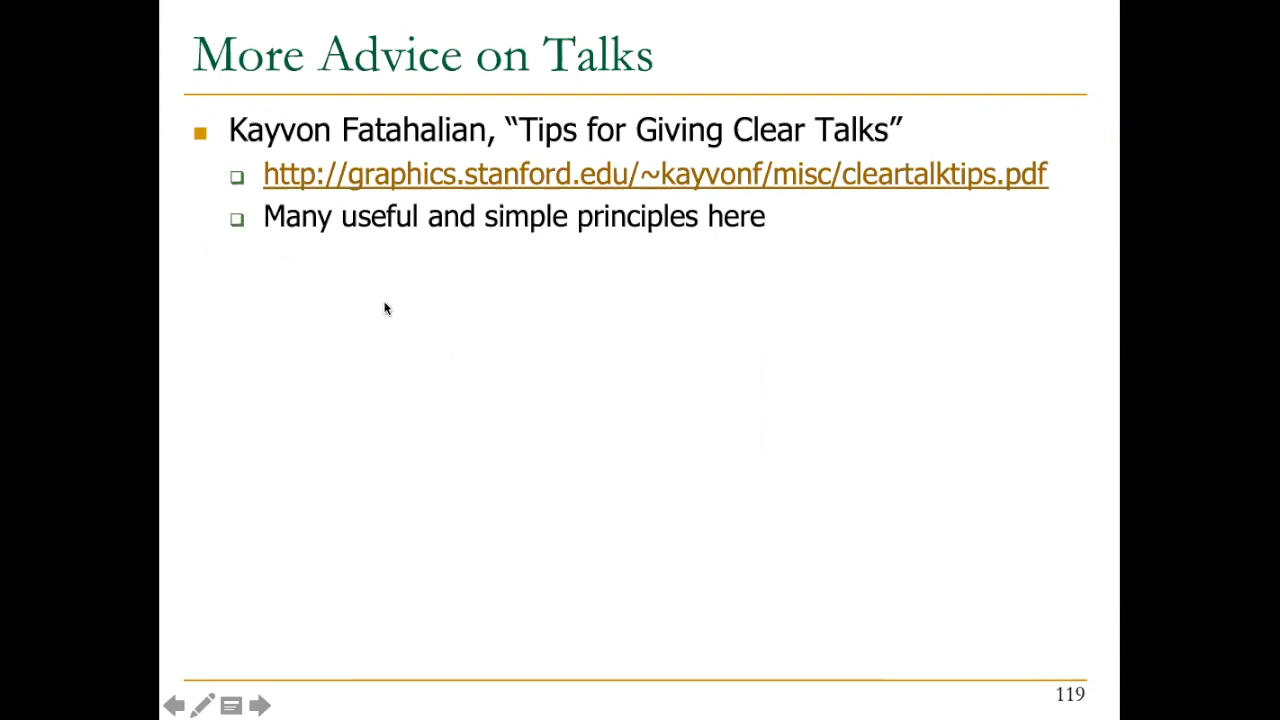 More Advice on Talks
Kayvon Fatahalian, “Tips for Giving Clear Talks”
http://graphics.stanford.edu/~kayvonf/misc/cleartalktips.pdf
Many useful and simple principles here
119